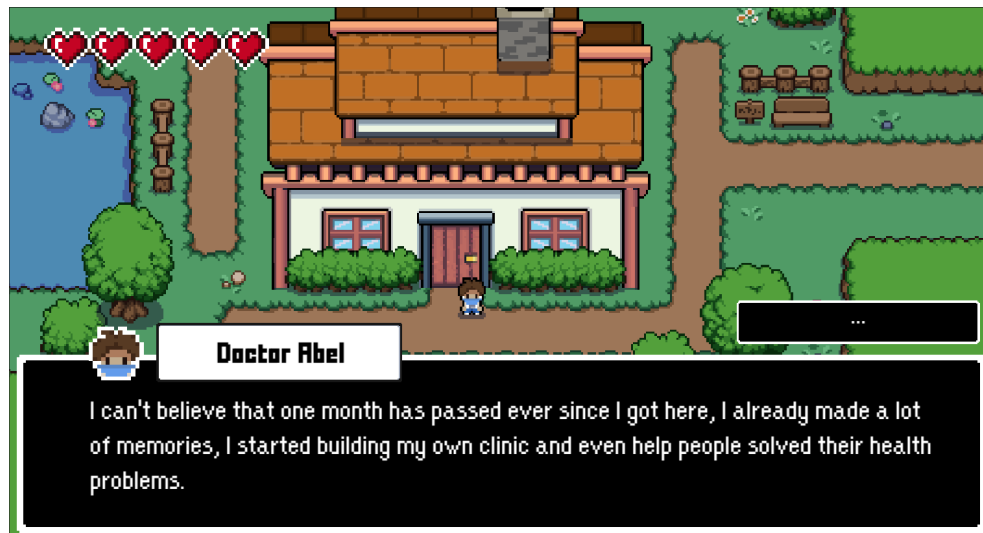 ...
Doctor Abel
I can't believe that one month has passed ever since I got here, I already made a lot
of memories, I started building my own clinic and even help people solved their health
problems.